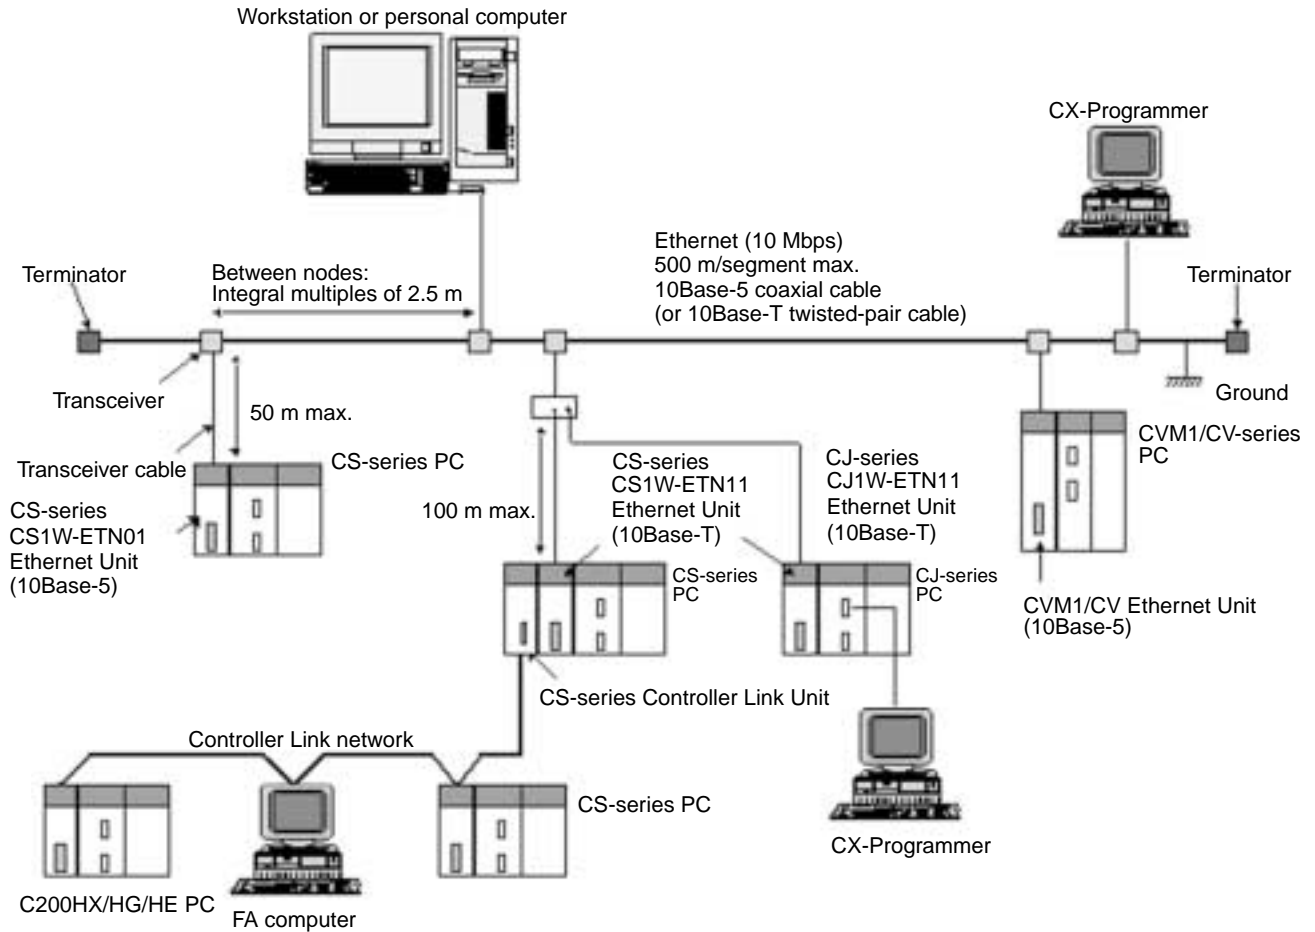 Workstation or personal computer
CX-Programmer
Ethernet (10 Mbps)
500 m/segment max.
10Base-5 coaxial cable
(or 10Base-T twisted-pair cable)
Terminator
Between nodes:
Integral multiples of 2.5 m
Terminator
Transceiver
50 m max.
Ground
Transceiver cable
CS-series PC
CS-series
CS1W-ETN01
Ethernet Unit
(10Base-5)
100 m max.
CS-series
CS1W-ETN11
Ethernet Unit
(10Base-T)
CJ-series
CJ1W-ETN11
Ethernet Unit
(10Base-T)
CVM1/CV-series
PC
CS-series
PC
CJ-series
PC
CVM1/CV Ethernet Unit
(10Base-5)
CS-series Controller Link Unit
Controller Link network
CS-series PC
CX-Programmer
C200HX/HG/HE PC
FA computer